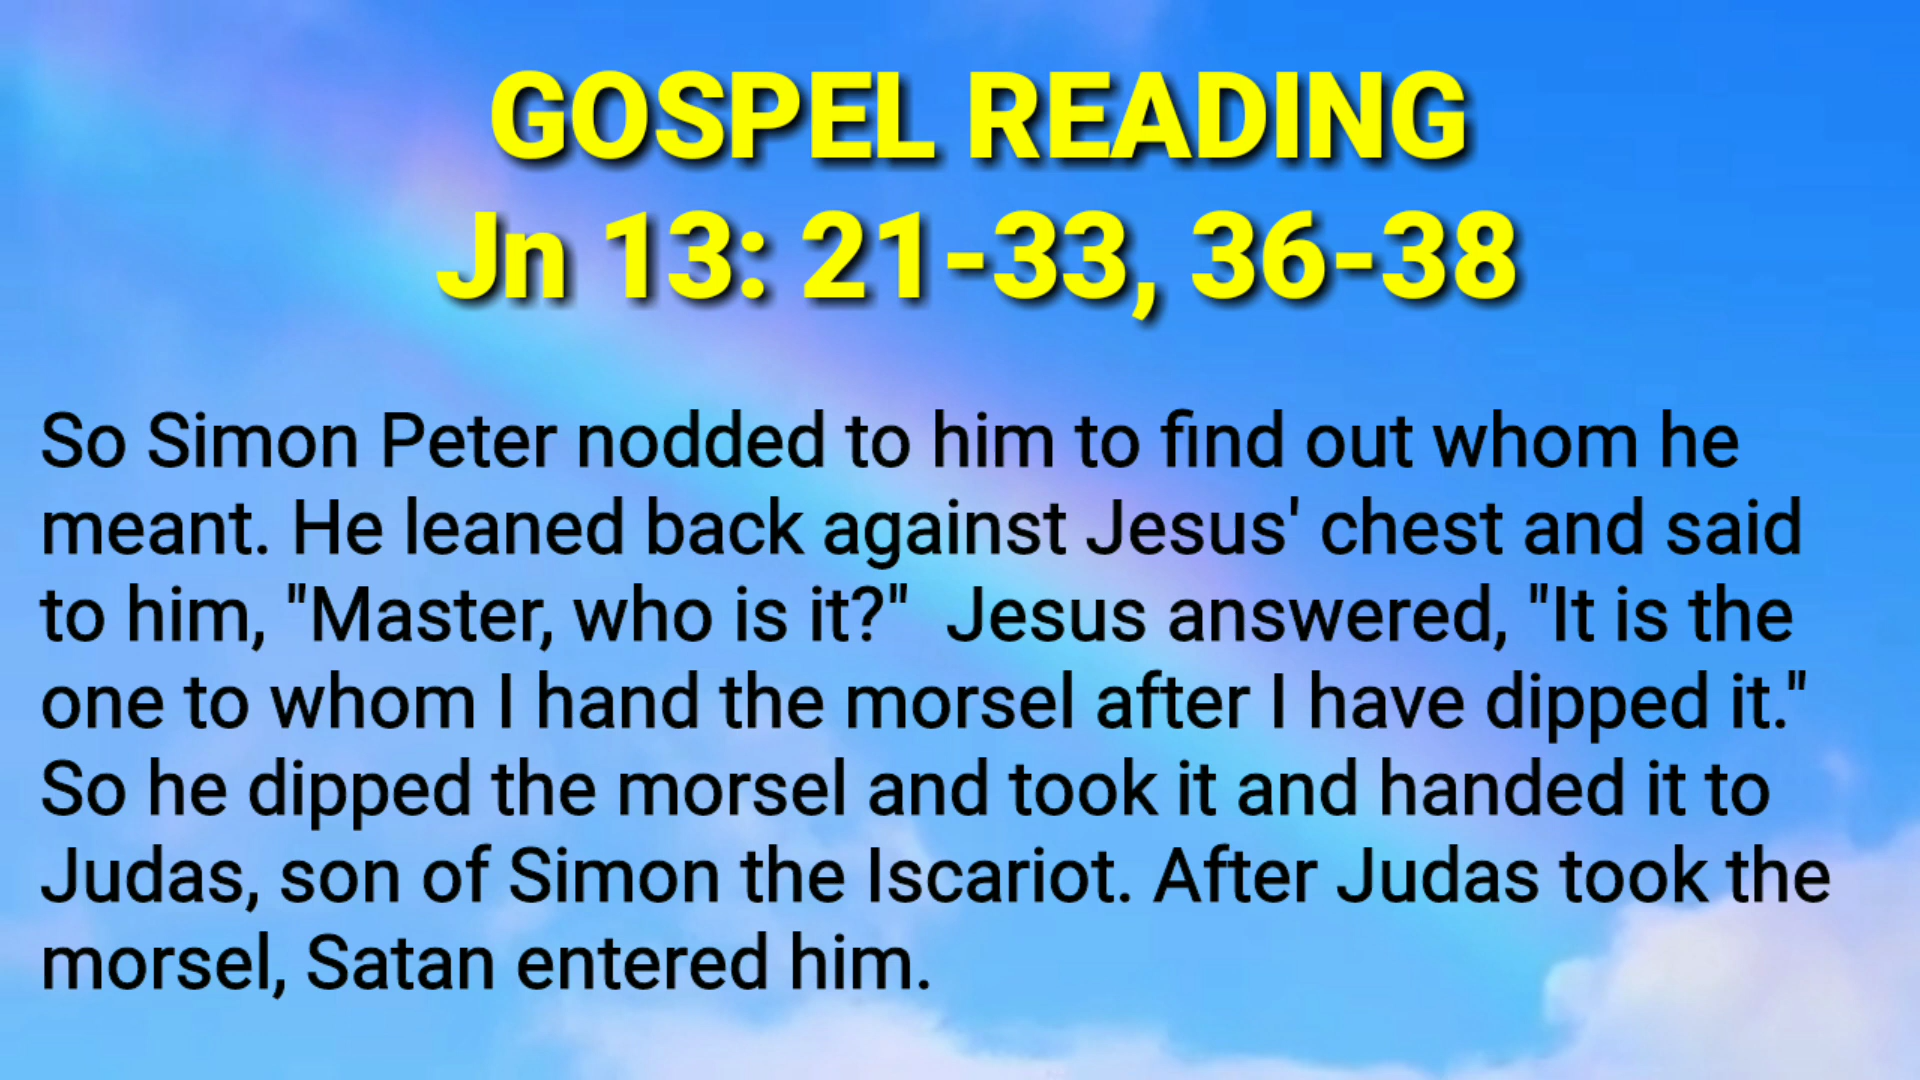 GOSPEL READING
Jn 13: 21-33, 36-38
So Simon Peter nodded to him to find out whom he
meant. He leaned back against Jesus' chest and said
to him, "Master, who is it?"  Jesus answered, "It is the
one to whom I hand the morsel after I have dipped it."
So he dipped the morsel and took it and handed it to
Judas, son of Simon the Iscariot. After Judas took the
morsel, Satan entered him.